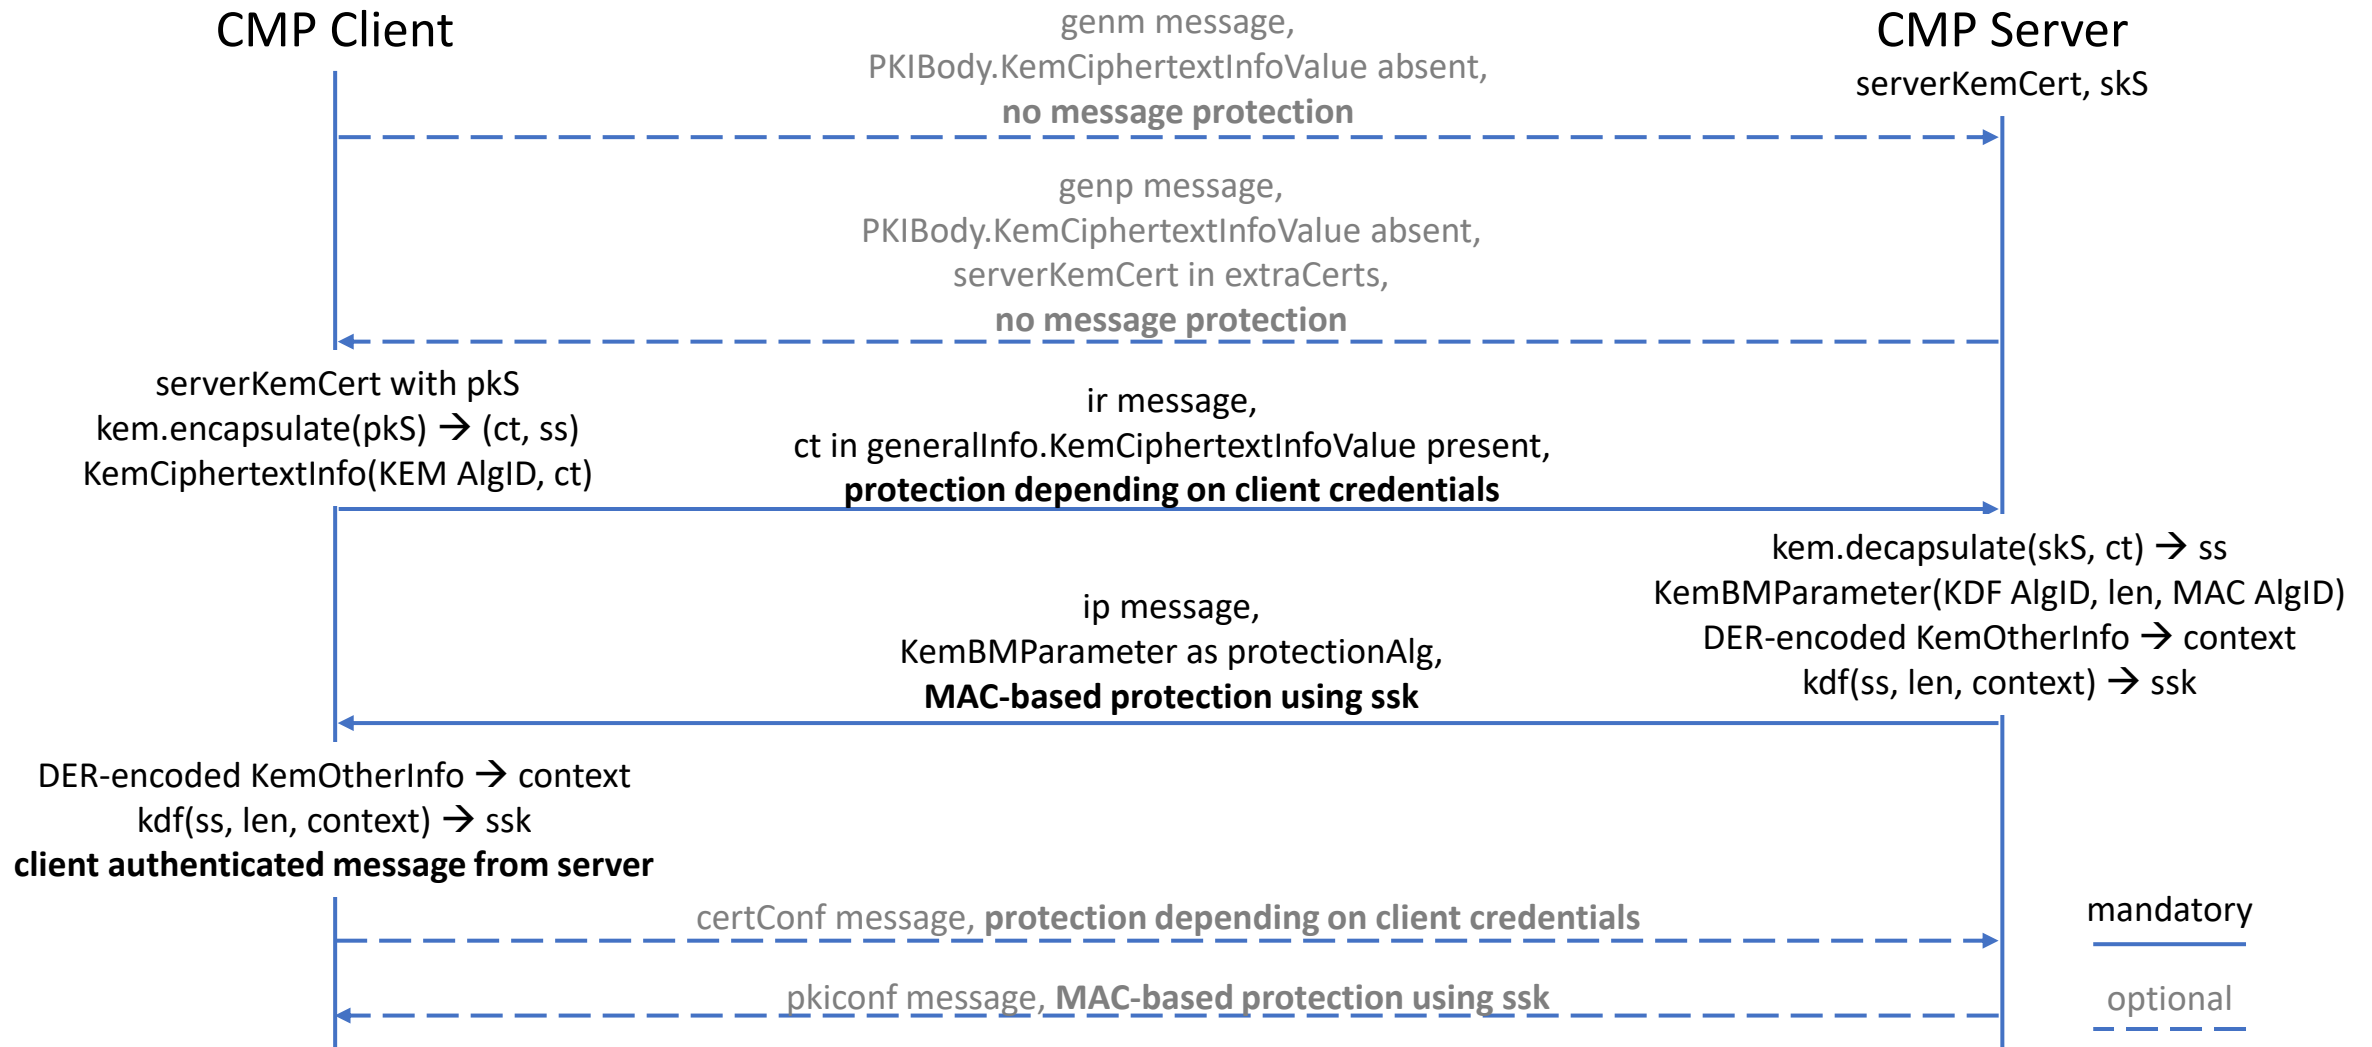 CMP Client
CMP Server
serverKemCert, skS
genm message,
PKIBody.KemCiphertextInfoValue absent,
no message protection
genp message,
PKIBody.KemCiphertextInfoValue absent,
serverKemCert in extraCerts,
no message protection
serverKemCert with pkS
kem.encapsulate(pkS) → (ct, ss)
KemCiphertextInfo(KEM AlgID, ct)
ir message,
ct in generalInfo.KemCiphertextInfoValue present,
protection depending on client credentials
kem.decapsulate(skS, ct) → ss
KemBMParameter(KDF AlgID, len, MAC AlgID)
DER-encoded KemOtherInfo → context
kdf(ss, len, context) → ssk
ip message,
KemBMParameter as protectionAlg,
MAC-based protection using ssk
DER-encoded KemOtherInfo → context
kdf(ss, len, context) → ssk
client authenticated message from server
certConf message, protection depending on client credentials
pkiconf message, MAC-based protection using ssk
mandatory
optional